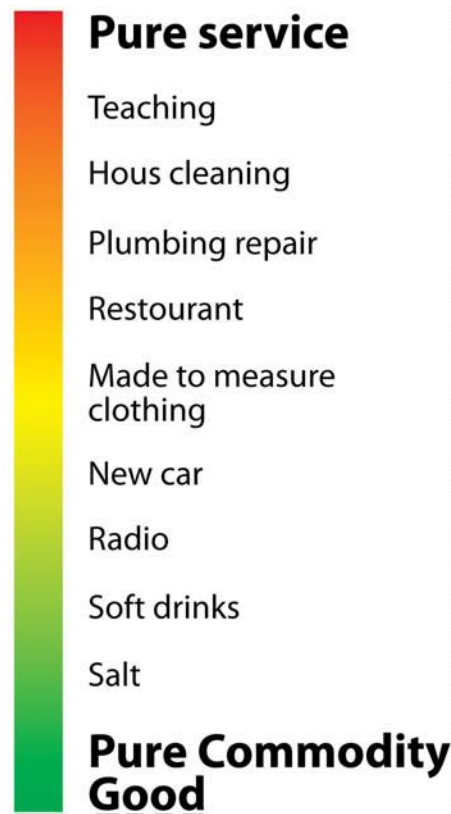 Pure service
Teaching
Hous cleaning
Plumbing repair
Restourant
Made to measure
clothing
New car
Radio
Soft drinks
Salt
Pure Commodity
Good